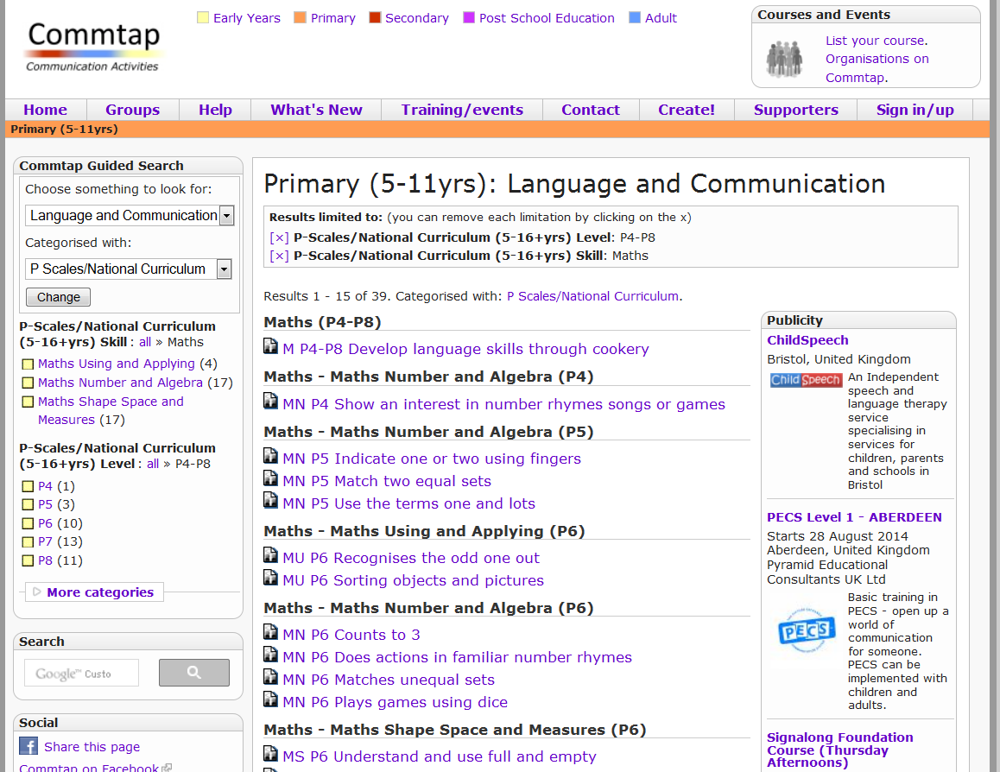 Commtap
Communication Activities
Early Years Primary Secondary Post School Education Adult
Courses and Events
List your course.
Organisations on
Commtap.
Home Groups Help What's New Training/events Contact Create! Supporters Sign in/up
Primary (5-11yrs)
Commtap Guided Search
Choose something to look for:
Language and Communication
Categorised with:
P Scales/National Curriculum
Change
P-Scales/National Curriculum
(5-16+yrs) Skill : all » Maths
Maths Using and Applying (4)
Maths Number and Algebra (17)
Maths Shape Space and
Measures (17)
P-Scales/National Curriculum
(5-16+yrs) Level : all » P4-P8
P4 (1)
P5 (3)
P6 (10)
P7 (13)
P8 (11)
More categories
Search
Google™ Custo
Social
Share this page
Commtap on Facebook
Primary (5-11yrs): Language and Communication
Results limited to: (you can remove each limitation by clicking on the x)
[×] P-Scales/National Curriculum (5-16+yrs) Level: P4-P8
[×] P-Scales/National Curriculum (5-16+yrs) Skill: Maths
Results 1 - 15 of 39. Categorised with: P Scales/National Curriculum.
Maths (P4-P8)
M P4-P8 Develop language skills through cookery
Maths - Maths Number and Algebra (P4)
MN P4 Show an interest in number rhymes songs or games
Maths - Maths Number and Algebra (P5)
MN P5 Indicate one or two using fingers
MN P5 Match two equal sets
MN P5 Use the terms one and lots
Maths - Maths Using and Applying (P6)
MU P6 Recognises the odd one out
MU P6 Sorting objects and pictures
Maths - Maths Number and Algebra (P6)
MN P6 Counts to 3
MN P6 Does actions in familiar number rhymes
MN P6 Matches unequal sets
MN P6 Plays games using dice
Maths - Maths Shape Space and Measures (P6)
MS P6 Understand and use full and empty
Publicity
ChildSpeech
Bristol, United Kingdom
Child Speech
An Independent
speech and
language therapy
service
specialising in
services for
children, parents
and schools in
Bristol
PECS Level 1 - ABERDEEN
Starts 28 August 2014
Aberdeen, United Kingdom
Pyramid Educational
Consultants UK Ltd
PECS
Basic training in
PECS - open up a
world of
communication
for someone.
PECS can be
implemented with
children and
adults.
Signalong Foundation
Course (Thursday
Afternoons)